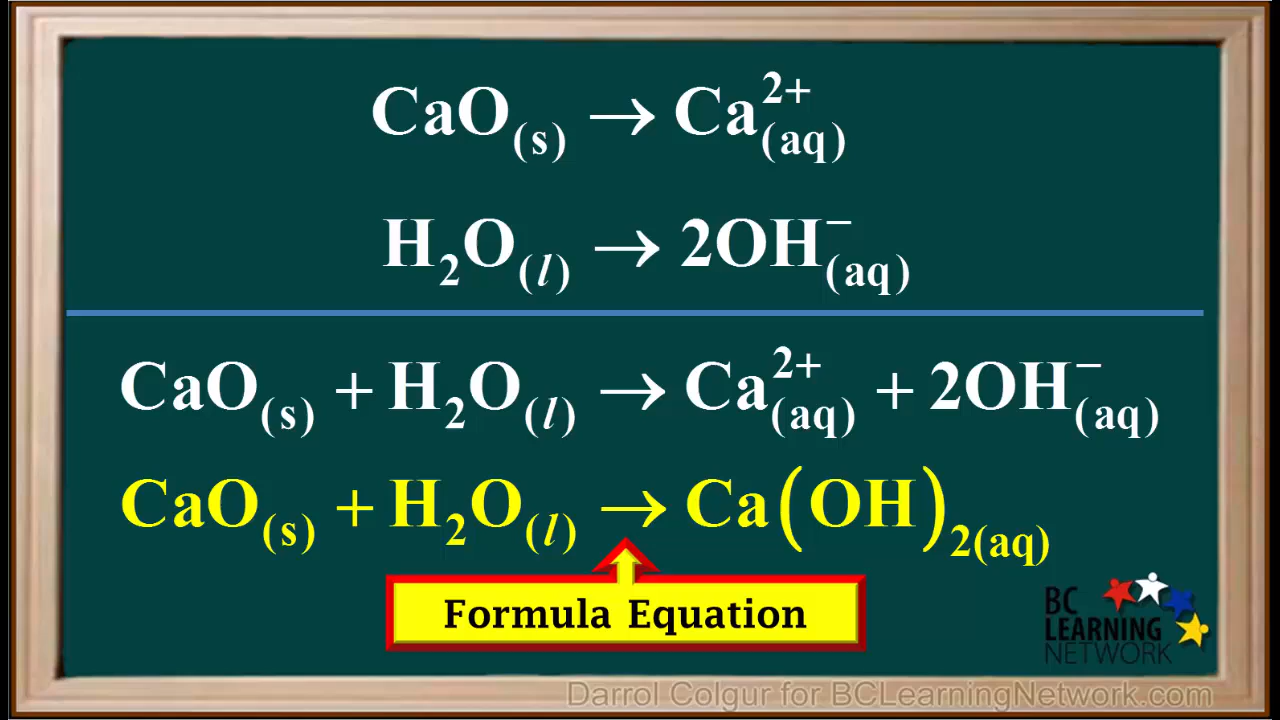 CaO(s) → Ca²⁺(aq)
H₂O(l) → 2OH⁻(aq)
CaO(s) + H₂O(l) → Ca²⁺(aq) + 2OH⁻(aq)
CaO(s) + H₂O(l) → Ca(OH)₂(aq)
Formula Equation
BC
LEARNING
NETWORK
Darrol Colgur for BCLearningNetwork.com